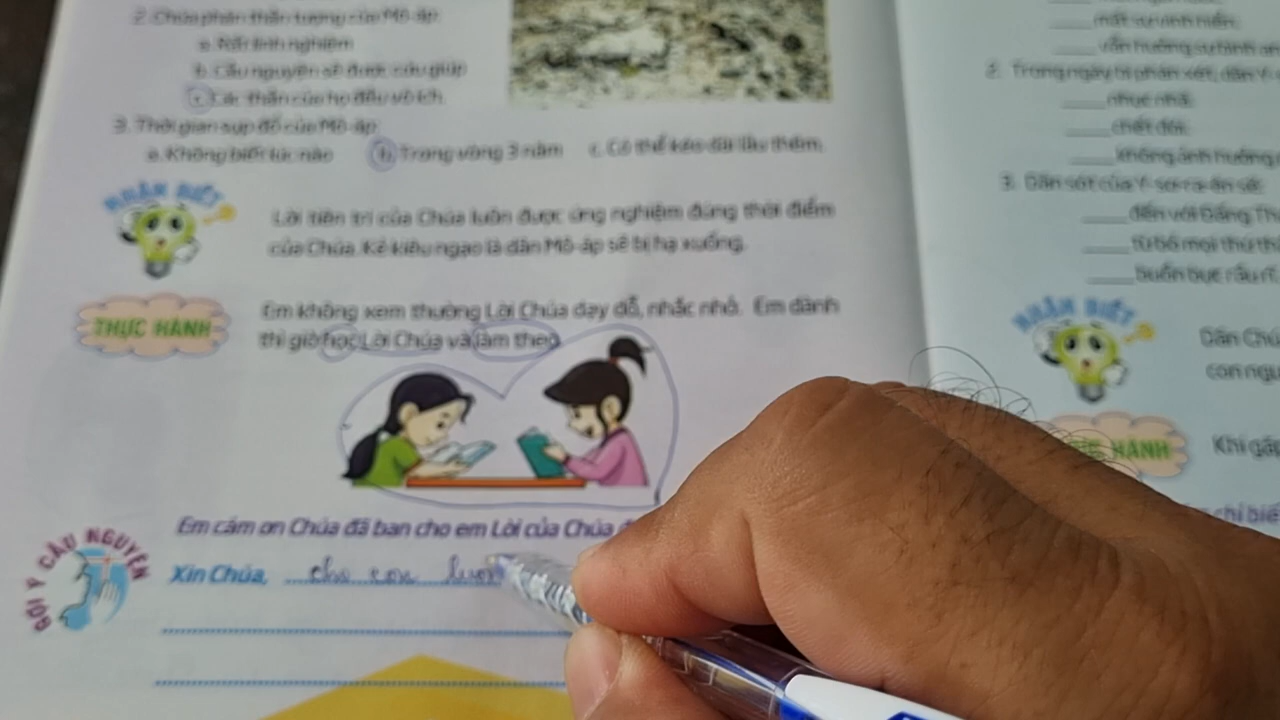 2. Chúa phán thần tượng của Mô-áp:
a. Rất linh nghiệm
b. Cầu nguyện sẽ được cứu giúp
c. Các thần của họ đều vô ích.
3. Thời gian sụp đổ của Mô-áp:
a. Không biết lúc nào b. Trong vòng 3 năm c. Có thể kéo dài lâu thêm.
NHẬN BIẾT
Lời tiên tri của Chúa luôn được ứng nghiệm đúng thời điểm
của Chúa. Kẻ kiêu ngạo là dân Mô-áp sẽ bị hạ xuống.
THỰC HÀNH
Em không xem thường Lời Chúa dạy dỗ, nhắc nhở. Em dành
thì giờ học Lời Chúa và làm theo.
GỢI Ý CẦU NGUYỆN
Em cảm ơn Chúa đã ban cho em Lời của Chúa
Xin Chúa, cho con luôn
mất sự vinh hiển.
vẫn hưởng sự bình an
2. Trong ngày bị phán xét, dân Y-
nhục nhã.
chết đói.
không ảnh hưởng
3. Dân sót của Y-sơ-ra-ên sẽ:
đến với Đấng Th
từ bỏ mọi thứ th
buồn bực rầu rĩ.
NHẬN BIẾT
Dân Chú
con ngư
HÀNH
Khi gặp
chỉ biế